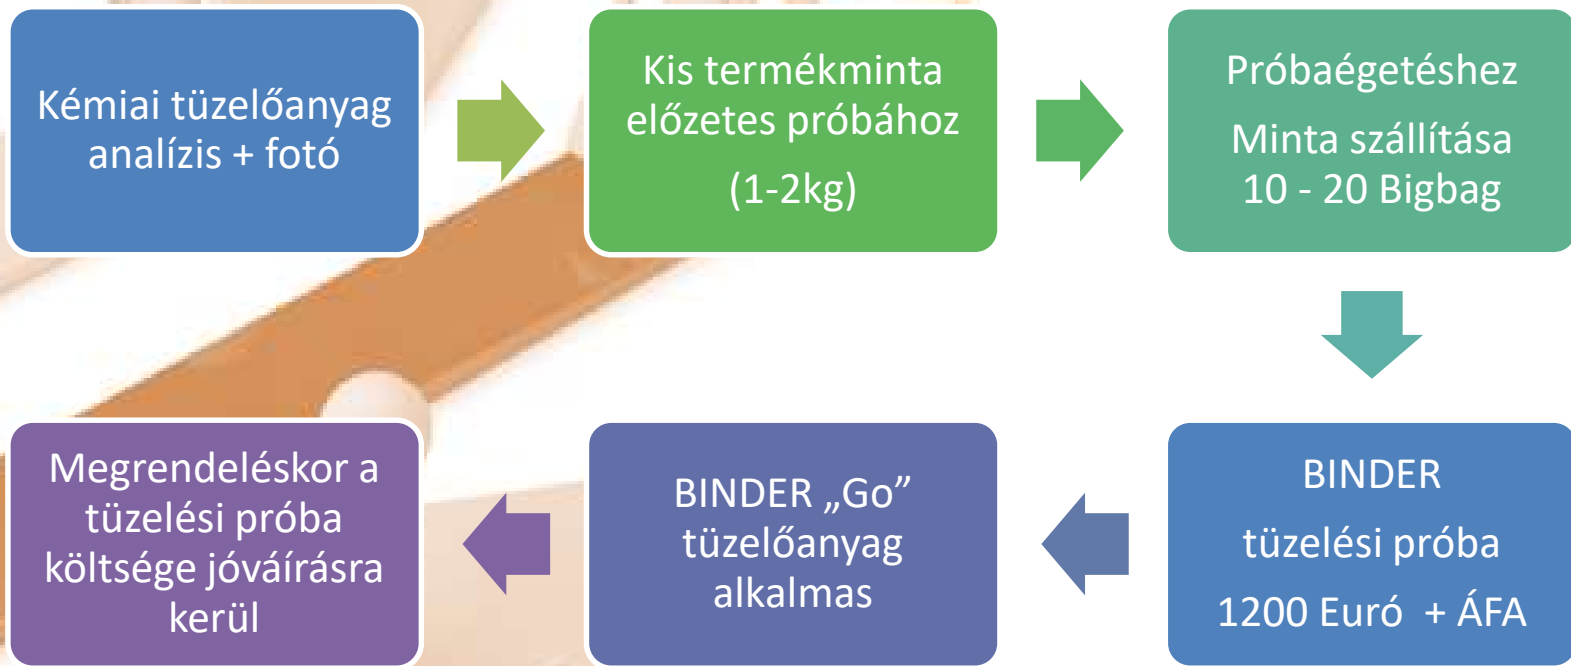 Kémiai tüzelőanyag
analízis + fotó
Kis termékminta
előzetes próbához
(1-2kg)
Próbaégetéshez
Minta szállítása
10 - 20 Bigbag
BINDER
tüzelési próba
1200 Euró + ÁFA
BINDER „Go”
tüzelőanyag
alkalmas
Megrendeléskor a
tüzelési próba
költsége jóváírásra
kerül